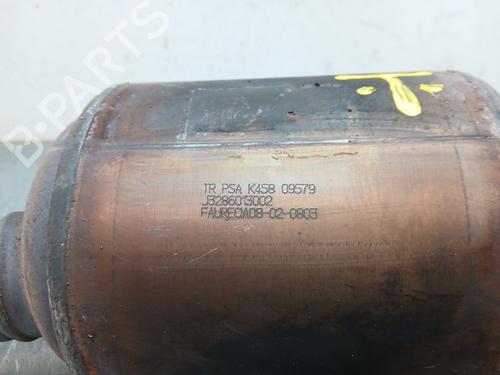 B-PARTS
TR PSA K458 09579
J3286013002
FAURECIA08-02-0803